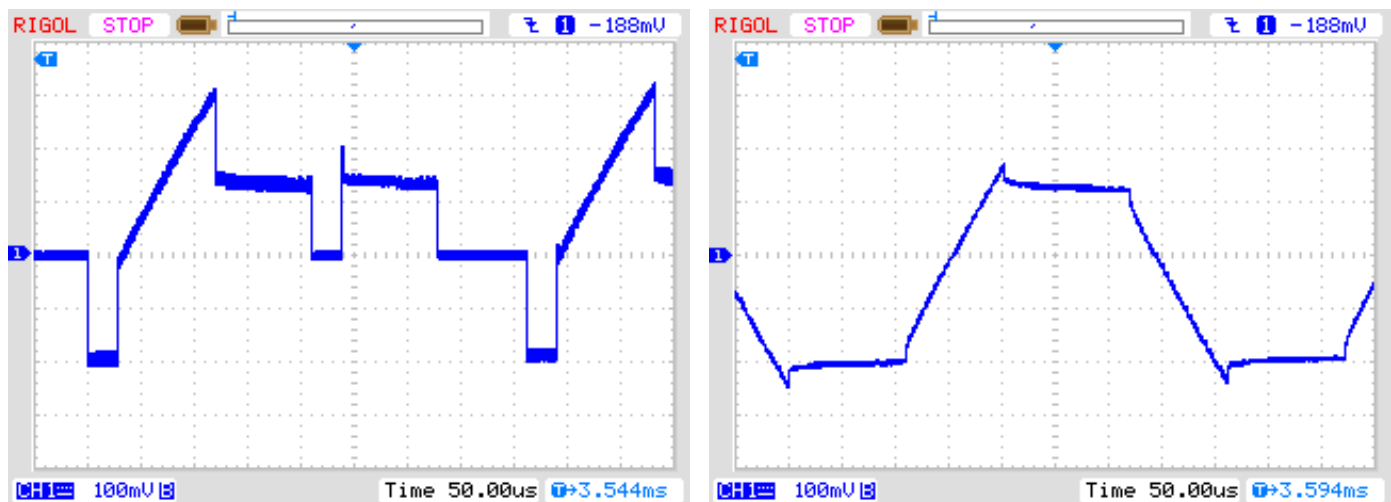 RIGOL STOP 1 -188mV
T
1
CH1 100mV B Time 50.00us T→3.544ms
RIGOL STOP 1 -188mV
T
1
CH1 100mV B Time 50.00us T→3.594ms